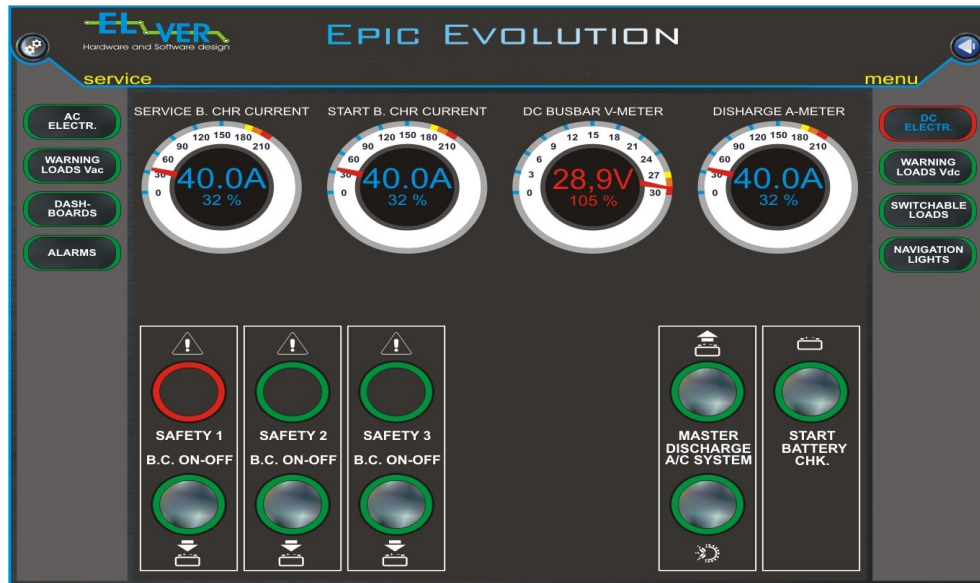 EL-VER
Hardware and Software design
EPIC EVOLUTION
service
menu
AC
ELECTR.
WARNING
LOADS Vac
DASH-
BOARDS
ALARMS
SERVICE B. CHR CURRENT
0 30 60 90 120 150 180 210
40.0A
32 %
START B. CHR CURRENT
0 30 60 90 120 150 180 210
40.0A
32 %
DC BUSBAR V-METER
0 3 6 9 12 15 18 21 24 27 30
28,9V
105 %
DISHARGE A-METER
0 30 60 90 120 150 180 210
40.0A
32 %
DC
ELECTR.
WARNING
LOADS Vdc
SWITCHABLE
LOADS
NAVIGATION
LIGHTS
SAFETY 1
B.C. ON-OFF
SAFETY 2
B.C. ON-OFF
SAFETY 3
B.C. ON-OFF
MASTER
DISCHARGE
A/C SYSTEM
START
BATTERY
CHK.